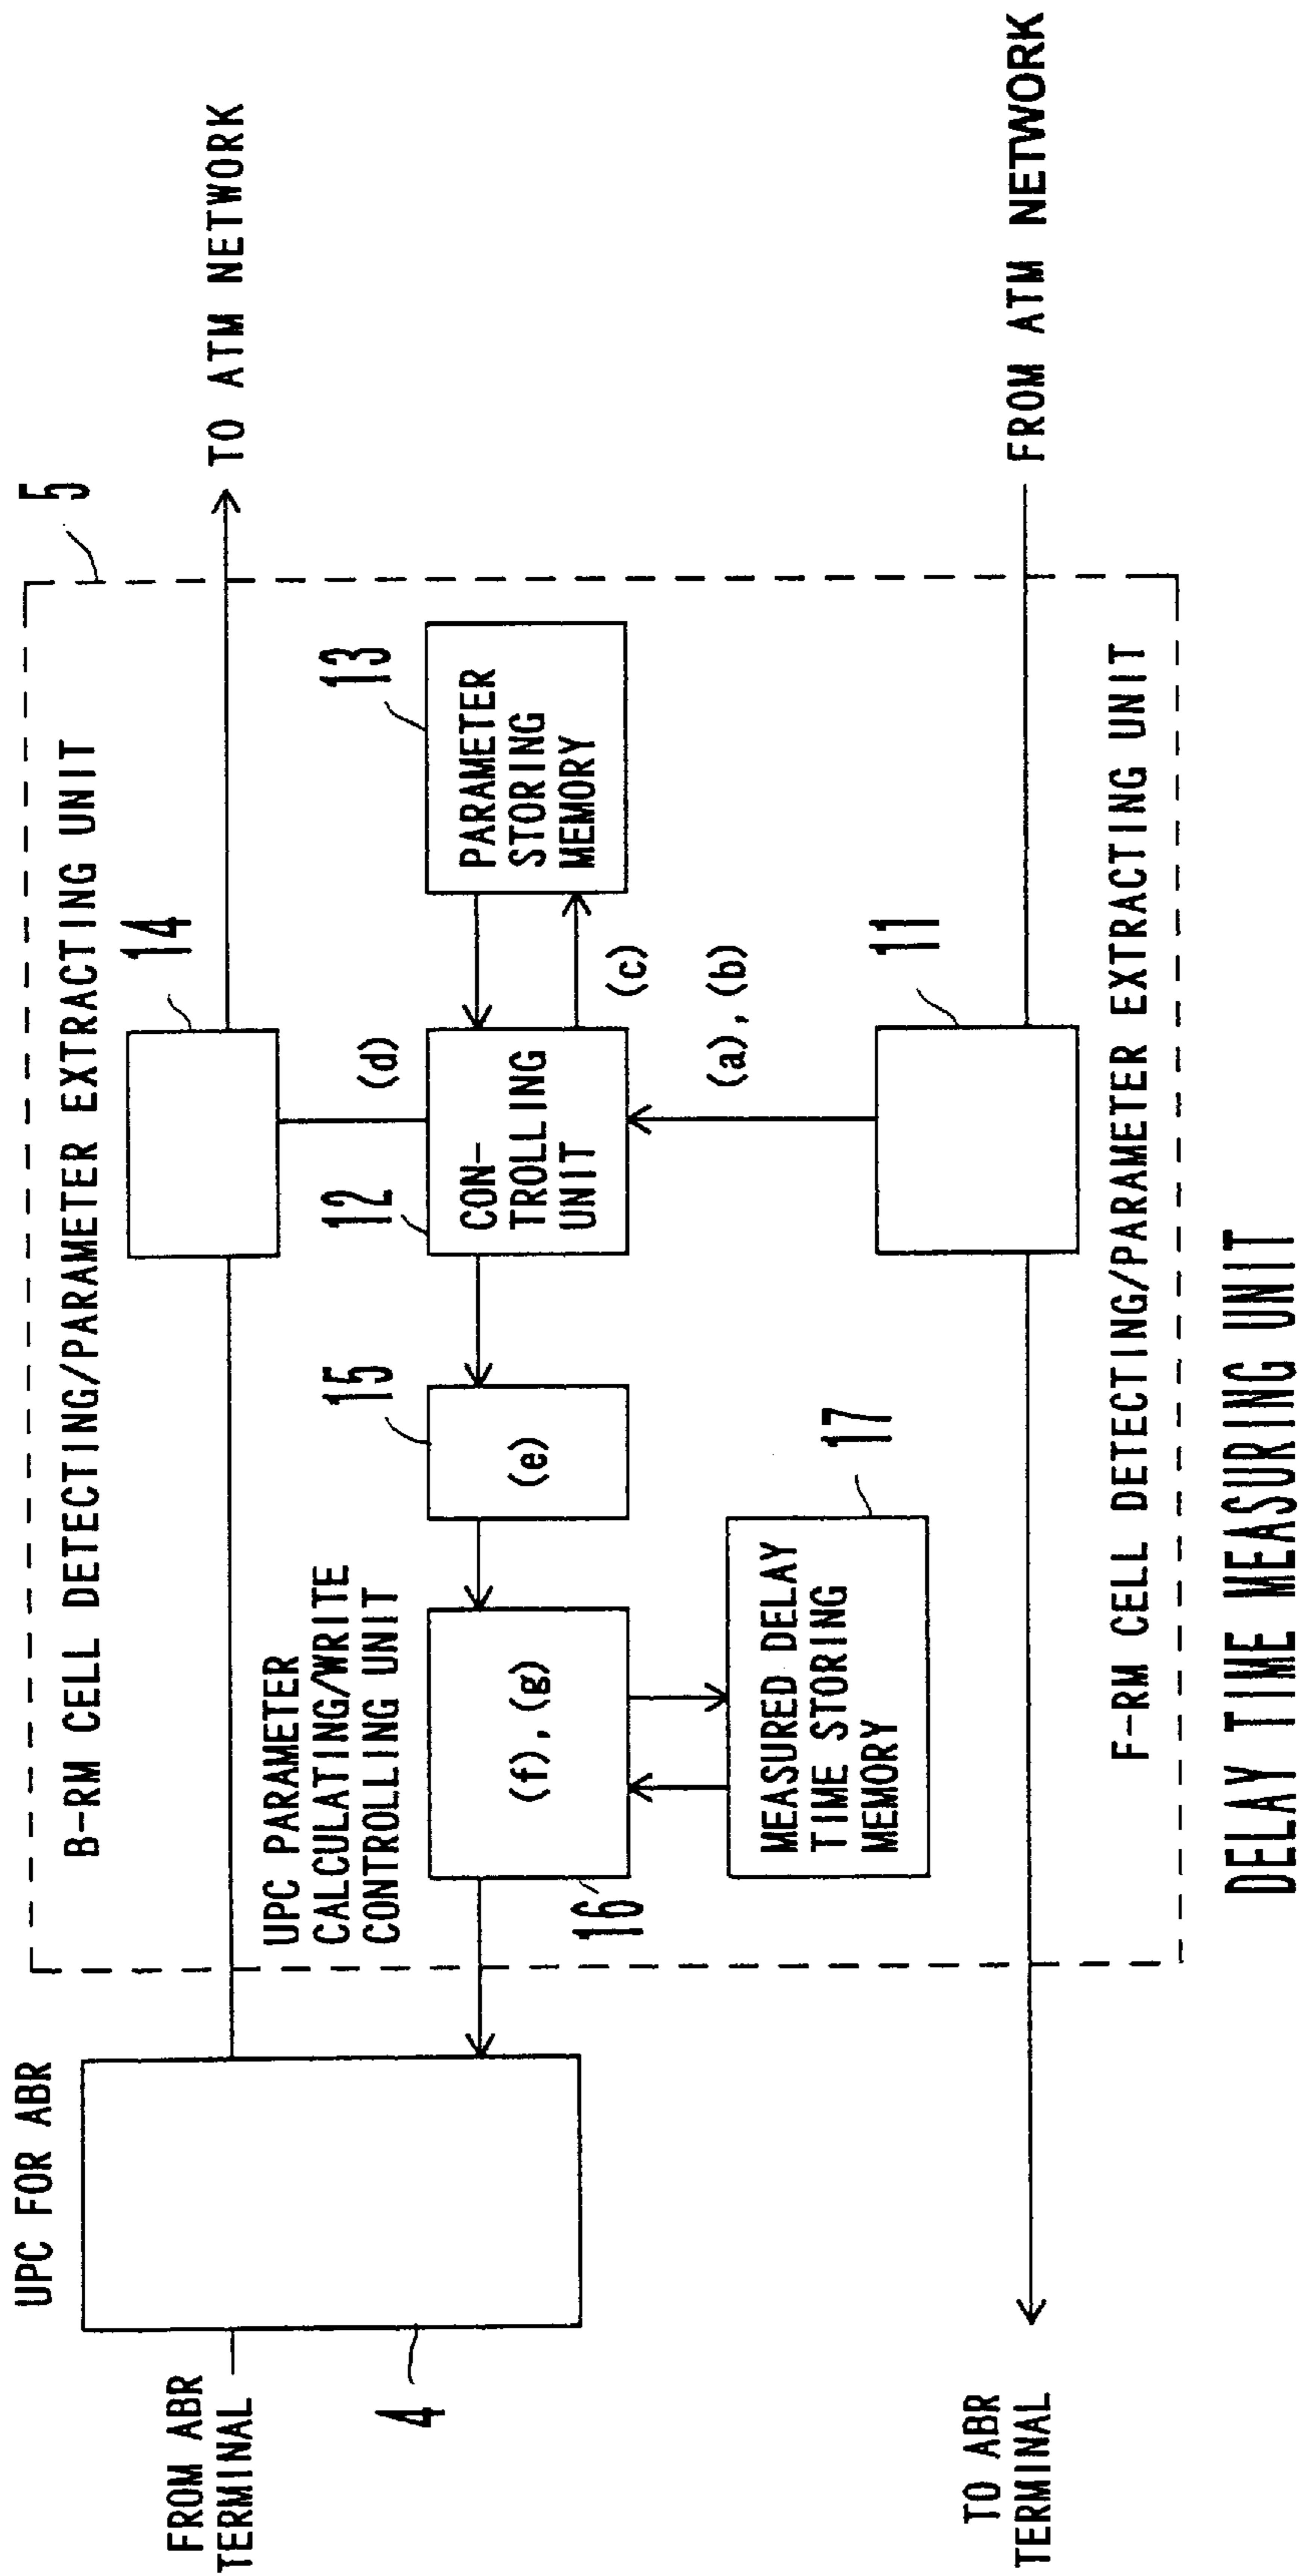 FROM ABR
TERMINAL
UPC FOR ABR
4
5
B-RM CELL DETECTING/PARAMETER EXTRACTING UNIT
14
TO ATM NETWORK
UPC PARAMETER
CALCULATING/WRITE
CONTROLLING UNIT
(f),(g)
16
15
(e)
12
(d)
CON-
TROLLING
UNIT
13
PARAMETER
STORING
MEMORY
(c)
(a),(b)
MEASURED DELAY
TIME STORING
MEMORY
17
11
TO ABR
TERMINAL
FROM ATM NETWORK
F-RM CELL DETECTING/PARAMETER EXTRACTING UNIT
DELAY TIME MEASURING UNIT